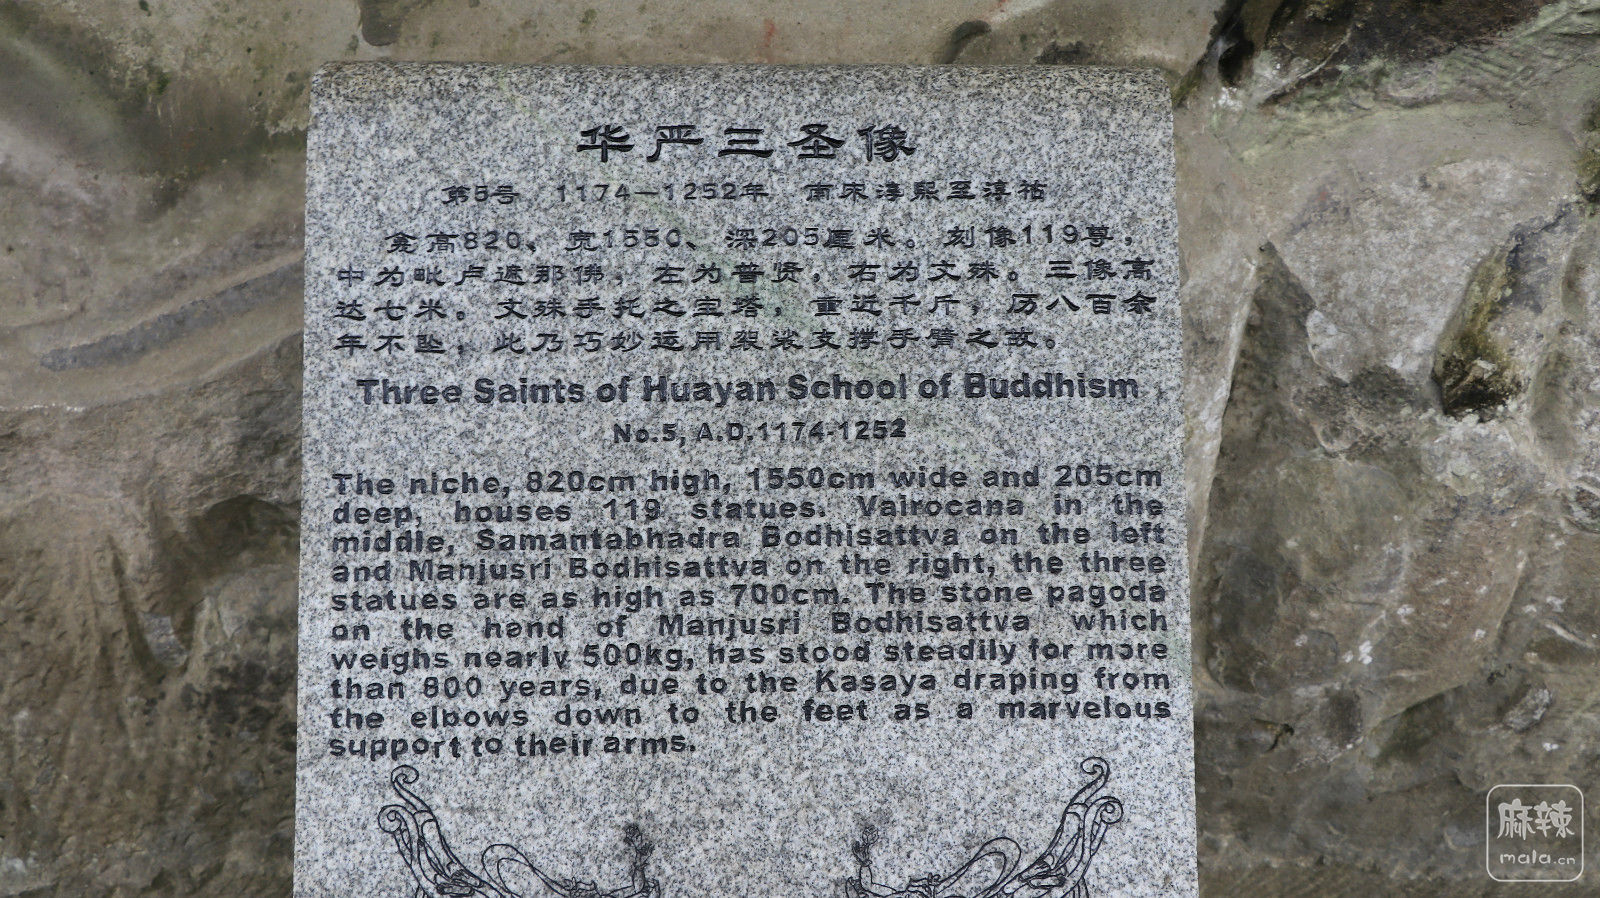 华严三圣像
第5号 1174—1252年 南宋淳熙至淳祐
龛高820、宽1550、深205厘米。刻像119尊，
中为毗卢遮那佛，左为普贤，右为文殊。三像高
达七米。文殊手托之宝塔，重近千斤，历八百余
年不坠，此乃巧妙运用袈裟支撑手臂之故。
Three Saints of Huayan School of Buddhism
No.5, A.D.1174-1252
The niche, 820cm high, 1550cm wide and 205cm
deep, houses 119 statues. Vairocana in the
middle, Samantabhadra Bodhisattva on the left
and Manjusri Bodhisattva on the right, the three
statues are as high as 700cm. The stone pagoda
on the hand of Manjusri Bodhisattva which
weighs nearly 500kg, has stood steadily for more
than 800 years, due to the Kasaya draping from
the elbows down to the feet as a marvelous
support to their arms.
麻辣
mala.cn